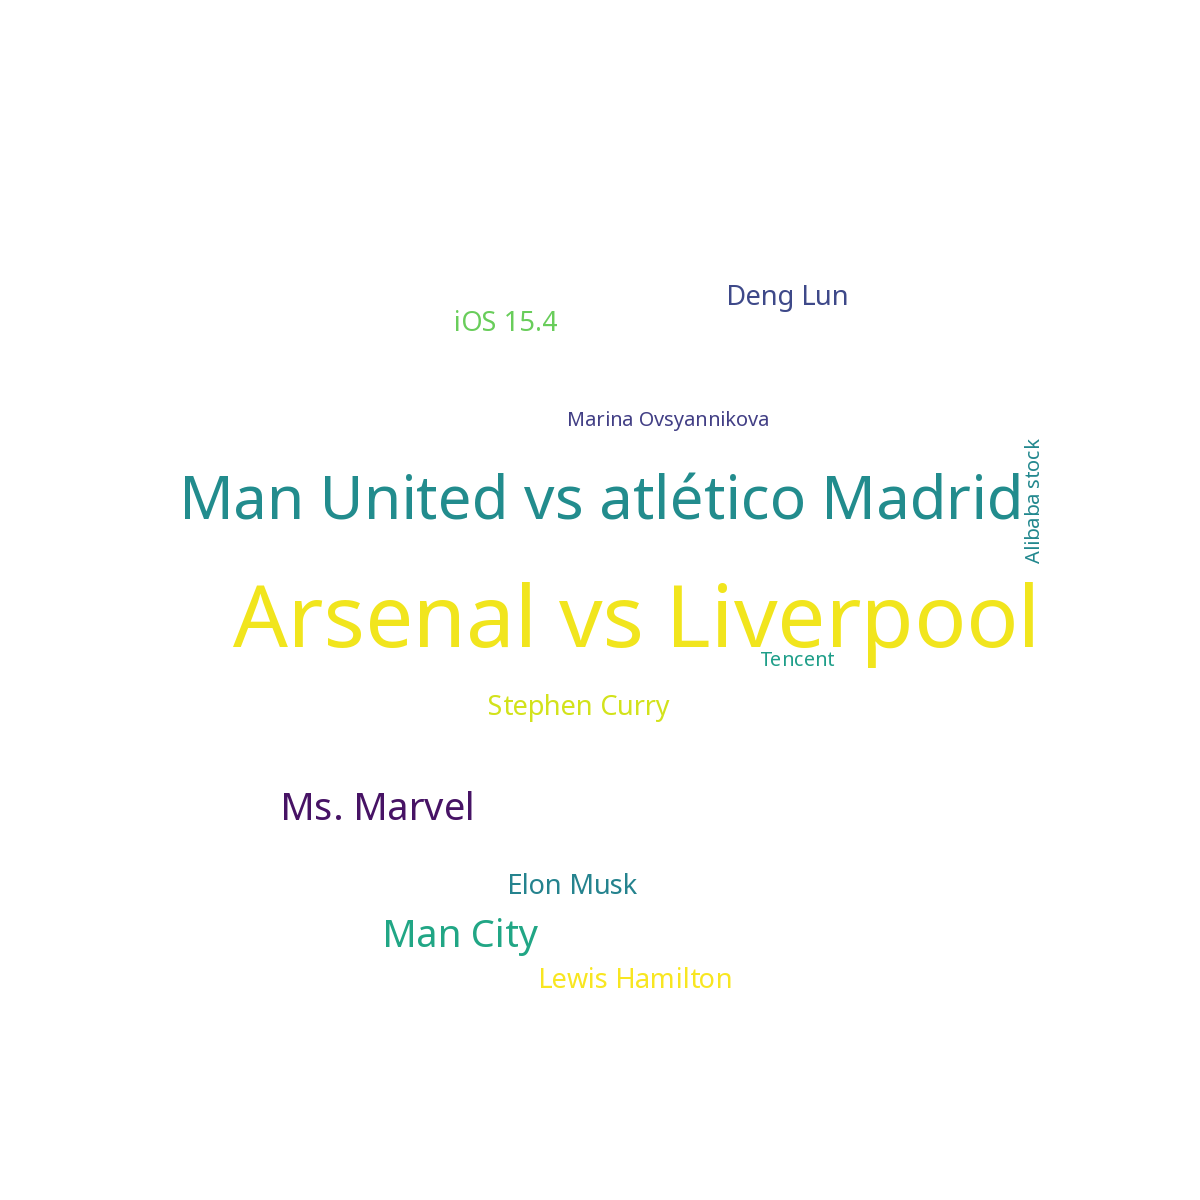 Deng Lun
iOS 15.4
Marina Ovsyannikova
Man United vs atlético Madrid
Alibaba stock
Arsenal vs Liverpool
Tencent
Stephen Curry
Ms. Marvel
Elon Musk
Man City
Lewis Hamilton